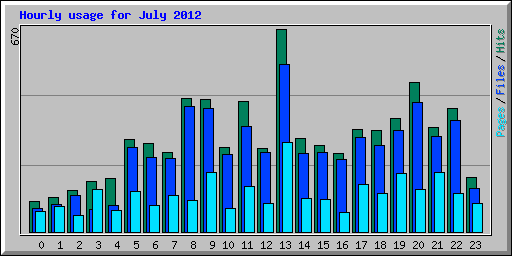 Hourly usage for July 2012
670
Pages / Files / Hits
0 1 2 3 4 5 6 7 8 9 10 11 12 13 14 15 16 17 18 19 20 21 22 23